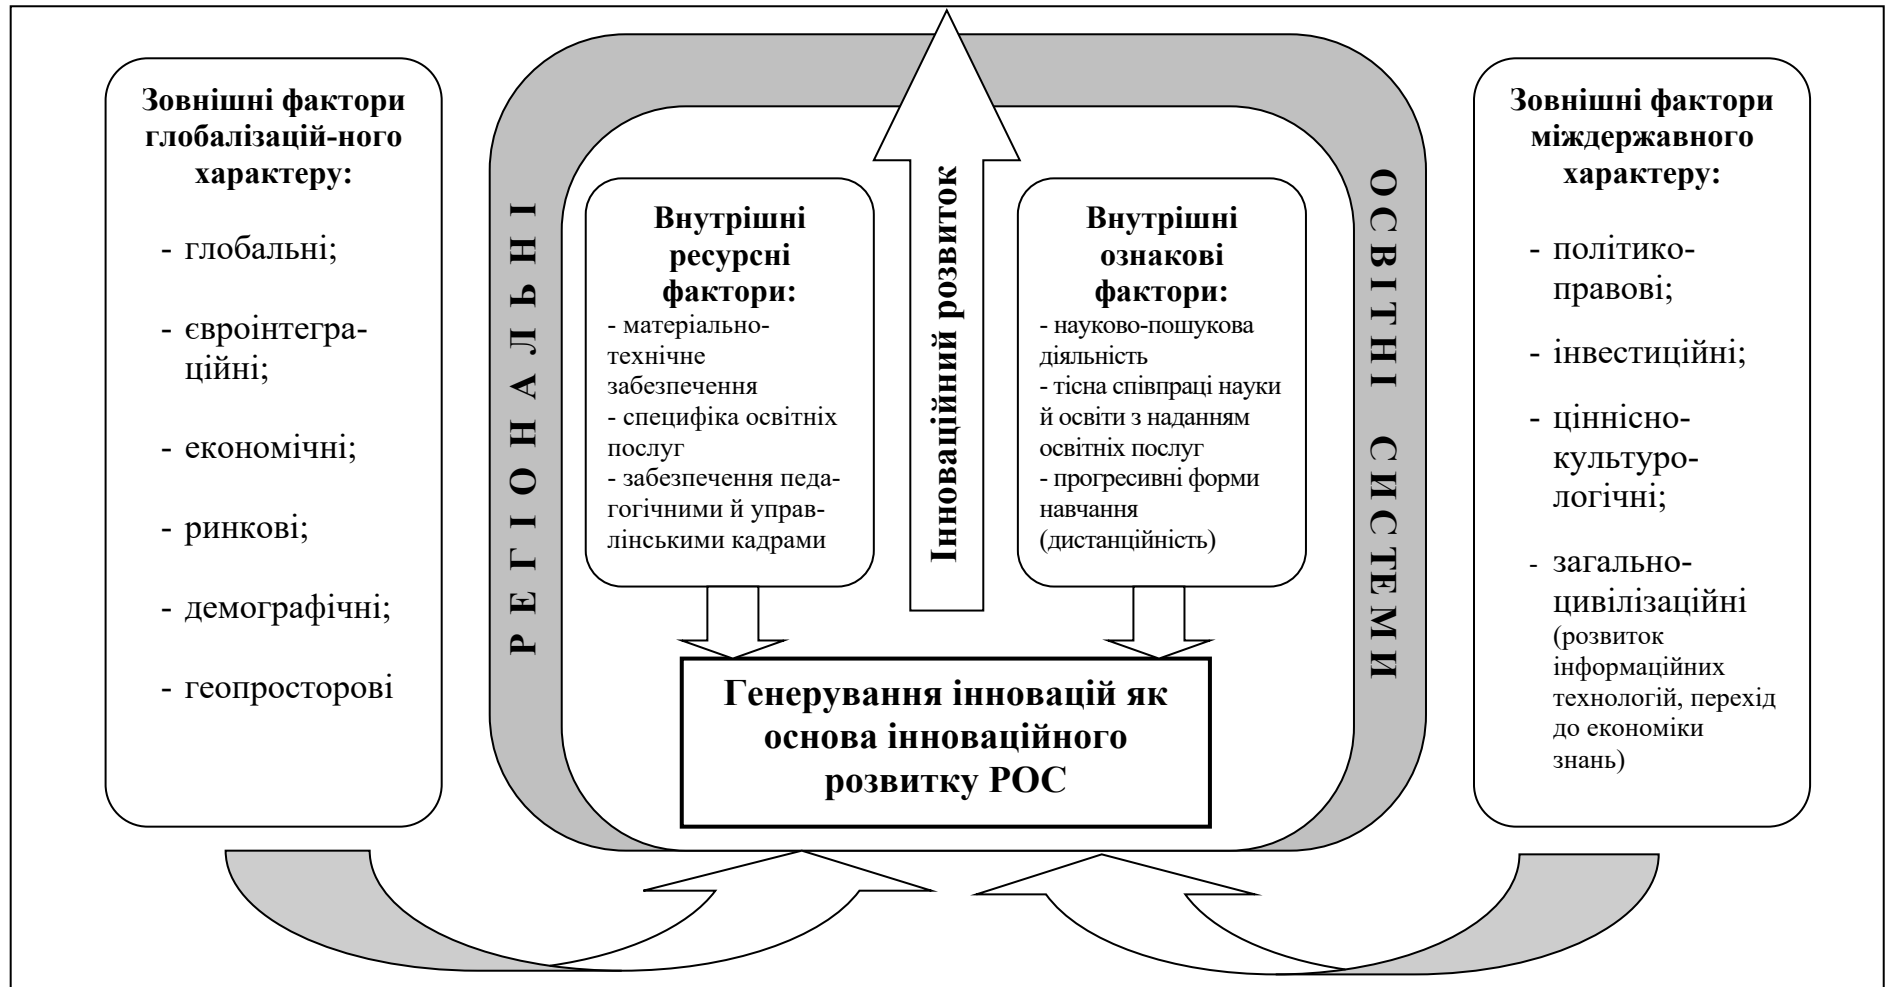 Зовнішні фактори
глобалізацій-ного
характеру:
- глобальні;
- євроінтегра-
ційні;
- економічні;
- ринкові;
- демографічні;
- геопросторові
РЕГІОНАЛЬНІ
Внутрішні
ресурсні
фактори:
- матеріально-
технічне
забезпечення
- специфіка освітніх
послуг
- забезпечення педа-
гогічними й управ-
лінськими кадрами
Інноваційний розвиток
Внутрішні
ознакові
фактори:
- науково-пошукова
діяльність
- тісна співпраці науки
й освіти з наданням
освітніх послуг
- прогресивні форми
навчання
(дистанційність)
ОСВІТНІ СИСТЕМИ
Генерування інновацій як
основа інноваційного
розвитку РОС
Зовнішні фактори
міждержавного
характеру:
- політико-
правові;
- інвестиційні;
- ціннісно-
культуро-
логічні;
- загально-
цивілізаційні
(розвиток
інформаційних
технологій, перехід
до економіки
знань)